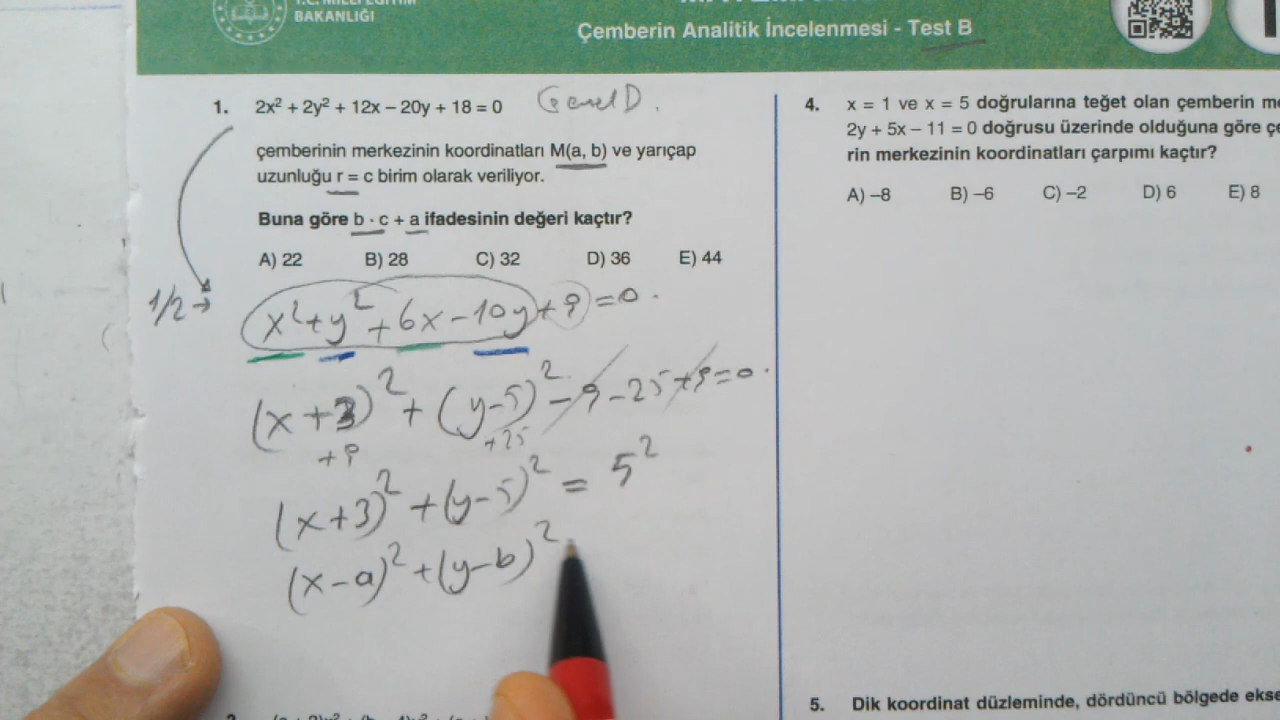 BAKANLIĞI
Çemberin Analitik İncelenmesi - Test B
1. 2x² + 2y² + 12x – 20y + 18 = 0
çemberinin merkezinin koordinatları M(a, b) ve yarıçap
uzunluğu r = c birim olarak veriliyor.
Buna göre b · c + a ifadesinin değeri kaçtır?
A) 22 B) 28 C) 32 D) 36 E) 44
1/2 → x² + y² + 6x – 10y + 9 = 0.
(x + 3)² + (y – 5)² – 9 – 25 + 9 = 0.
+9 +25
(x + 3)² + (y – 5)² = 5²
(x – a)² + (y – b)²
4. x = 1 ve x = 5 doğrularına teğet olan çemberin
2y + 5x – 11 = 0 doğrusu üzerinde olduğuna göre
rin merkezinin koordinatları çarpımı kaçtır?
A) –8 B) –6 C) –2 D) 6 E) 8
5. Dik koordinat düzleminde, dördüncü bölgede